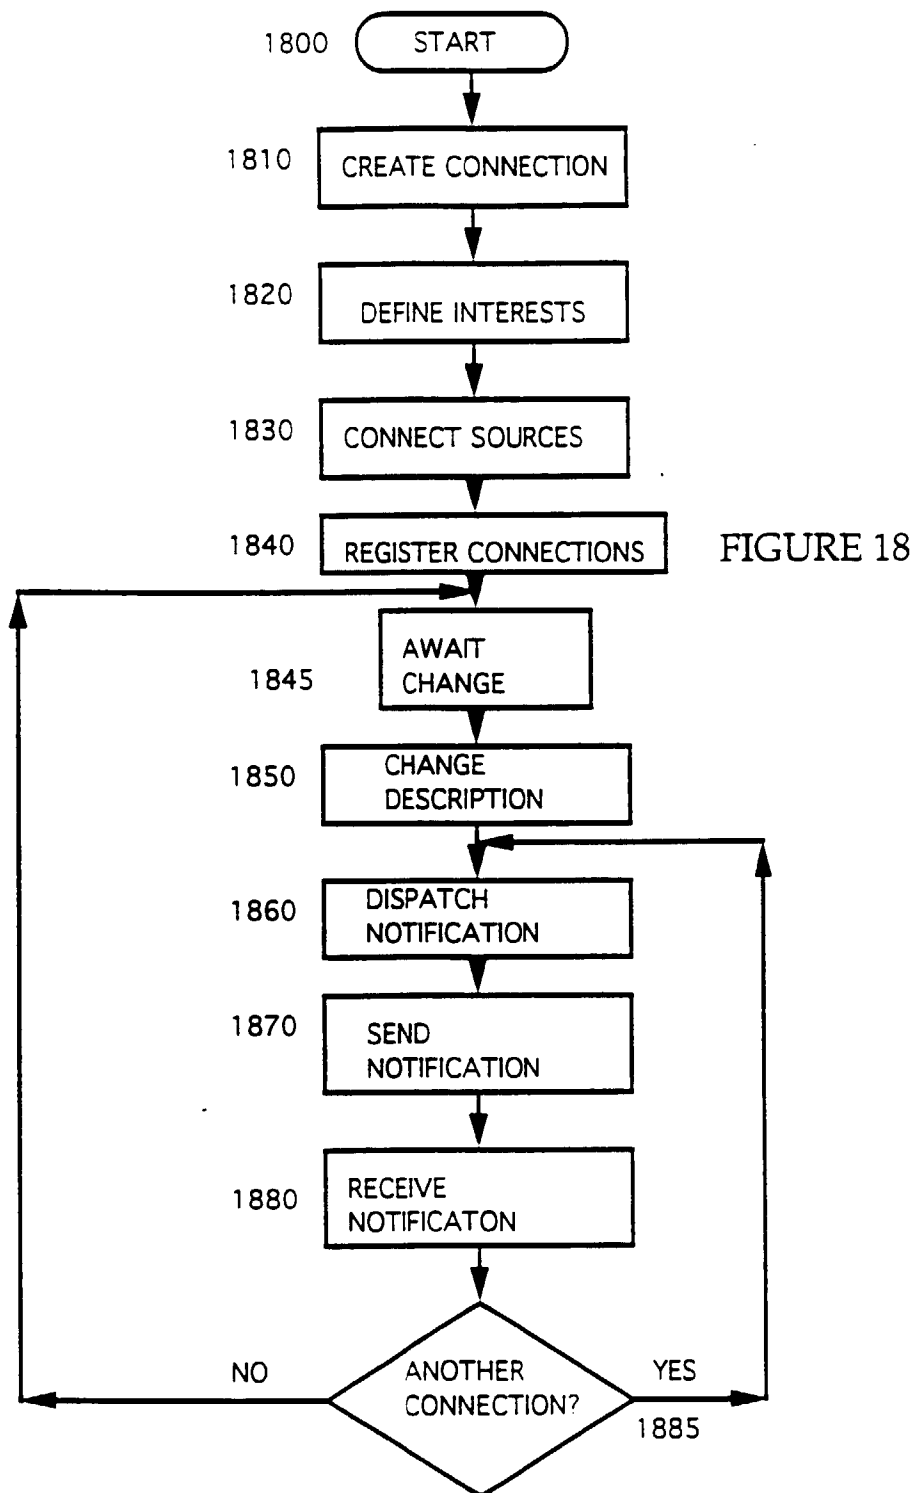 1800 START
1810 CREATE CONNECTION
1820 DEFINE INTERESTS
1830 CONNECT SOURCES
1840 REGISTER CONNECTIONS
FIGURE 18
1845 AWAIT
CHANGE
1850 CHANGE
DESCRIPTION
1860 DISPATCH
NOTIFICATION
1870 SEND
NOTIFICATION
1880 RECEIVE
NOTIFICATON
NO
ANOTHER
CONNECTION?
YES
1885